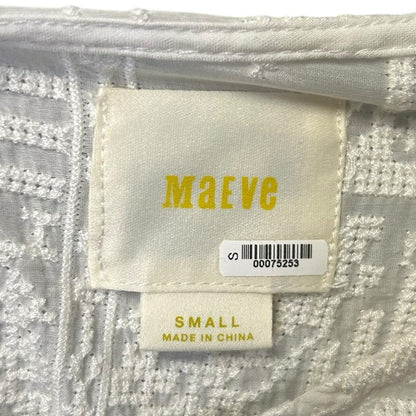 MaEVe
S
00075253
SMALL
MADE IN CHINA